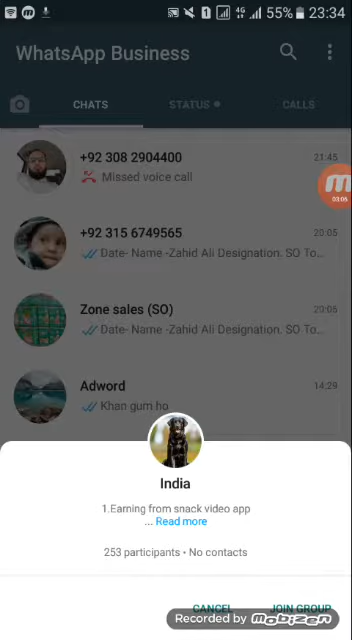 4G 55% 23:34
WhatsApp Business
CHATS STATUS CALLS
+92 308 2904400 21:45
Missed voice call
03:06
+92 315 6749565 20:05
Date- Name -Zahid Ali Designation. SO To...
Zone sales (SO) 20:05
Date- Name -Zahid Ali Designation. SO To...
Adword 14:29
Khan gum ho
India
1.Earning from snack video app
... Read more
253 participants • No contacts
CANCEL JOIN GROUP
Recorded by Mobizen